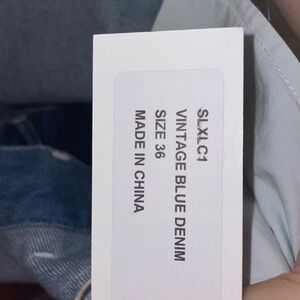 SLXLC1
VINTAGE BLUE DENIM
SIZE 36
MADE IN CHINA